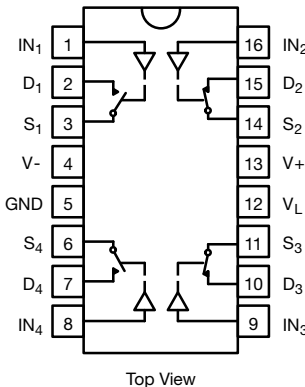 IN1 1 16 IN2
D1 2 15 D2
S1 3 14 S2
V- 4 13 V+
GND 5 12 VL
S4 6 11 S3
D4 7 10 D3
IN4 8 9 IN3
Top View